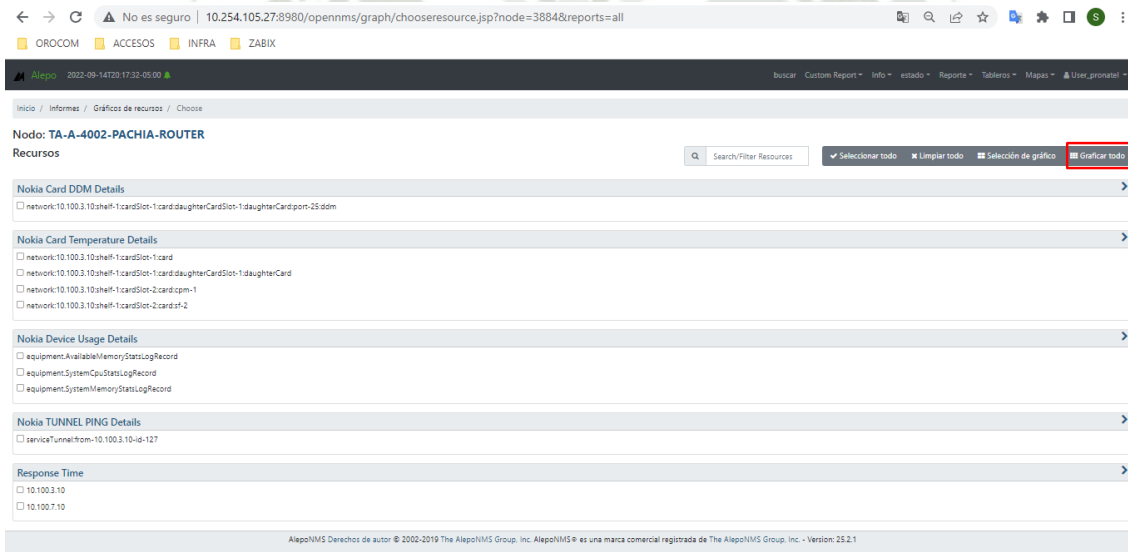 No es seguro | 10.254.105.27:8980/opennms/graph/chooseresource.jsp?node=3884&reports=all
S
OROCOM ACCESOS INFRA ZABIX
Alepo 2022-09-14T20:17:32-05:00 buscar Custom Report Info estado Reporte Tableros Mapas User_pronatel
Inicio / Informes / Gráficos de recursos / Choose
Nodo: TA-A-4002-PACHIA-ROUTER
Recursos
Search/Filter Resources Seleccionar todo Limpiar todo Selección de gráfico Graficar todo
Nokia Card DDM Details
network:10.100.3.10:shelf-1:cardSlot-1:card:daughterCardSlot-1:daughterCard:port-25:ddm
Nokia Card Temperature Details
network:10.100.3.10:shelf-1:cardSlot-1:card
network:10.100.3.10:shelf-1:cardSlot-1:card:daughterCardSlot-1:daughterCard
network:10.100.3.10:shelf-1:cardSlot-2:card:cpm-1
network:10.100.3.10:shelf-1:cardSlot-2:card:sf-2
Nokia Device Usage Details
equipment.AvailableMemoryStatsLogRecord
equipment.SystemCpuStatsLogRecord
equipment.SystemMemoryStatsLogRecord
Nokia TUNNEL PING Details
serviceTunnel:from-10.100.3.10-id-127
Response Time
10.100.3.10
10.100.7.10
AlepoNMS Derechos de autor © 2002-2019 The AlepoNMS Group, Inc. AlepoNMS® es una marca comercial registrada de The AlepoNMS Group, Inc. - Version: 25.2.1